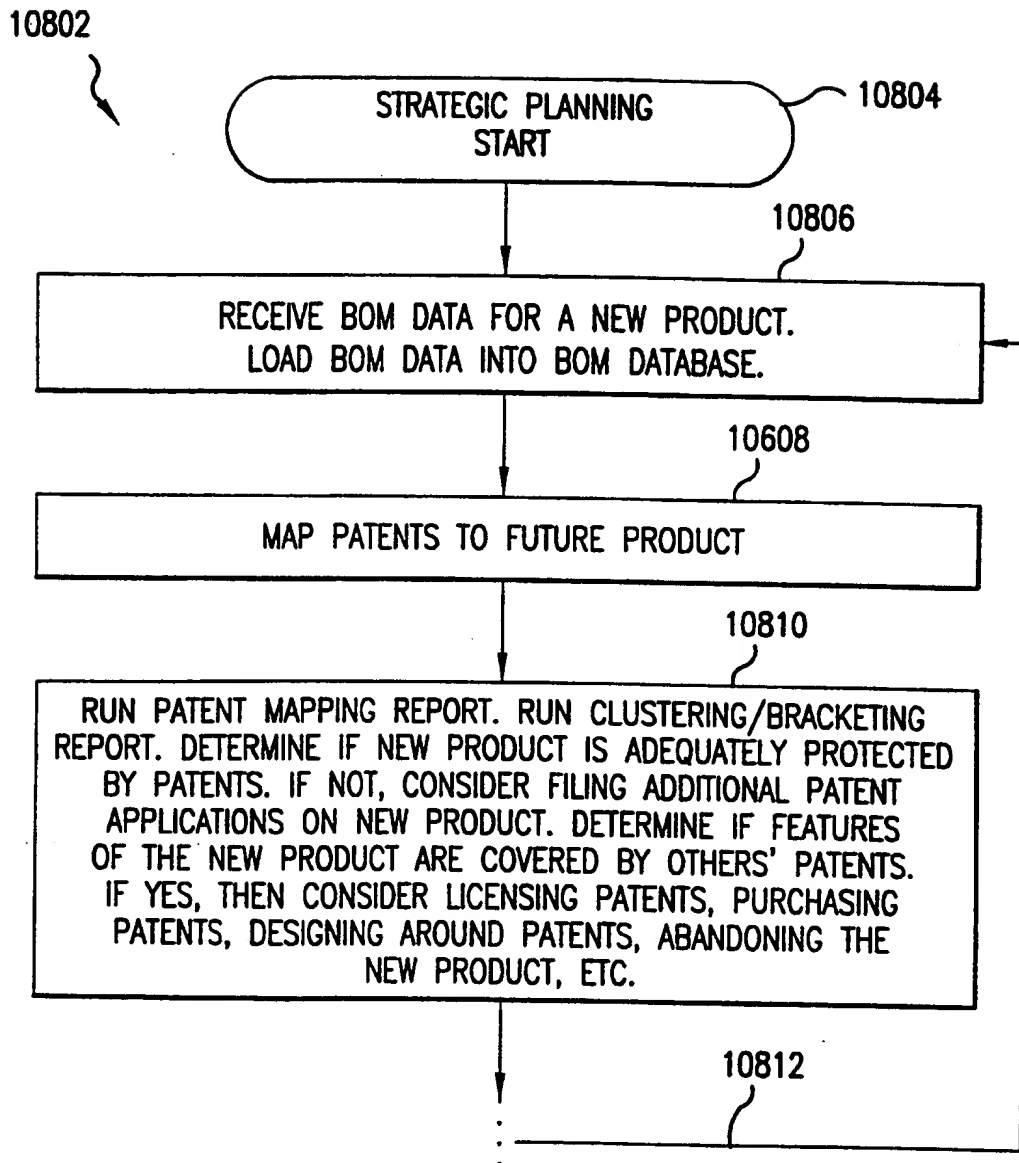 10802
STRATEGIC PLANNING
START
10804
10806
RECEIVE BOM DATA FOR A NEW PRODUCT.
LOAD BOM DATA INTO BOM DATABASE.
10608
MAP PATENTS TO FUTURE PRODUCT
10810
RUN PATENT MAPPING REPORT. RUN CLUSTERING/BRACKETING
REPORT. DETERMINE IF NEW PRODUCT IS ADEQUATELY PROTECTED
BY PATENTS. IF NOT, CONSIDER FILING ADDITIONAL PATENT
APPLICATIONS ON NEW PRODUCT. DETERMINE IF FEATURES
OF THE NEW PRODUCT ARE COVERED BY OTHERS' PATENTS.
IF YES, THEN CONSIDER LICENSING PATENTS, PURCHASING
PATENTS, DESIGNING AROUND PATENTS, ABANDONING THE
NEW PRODUCT, ETC.
10812